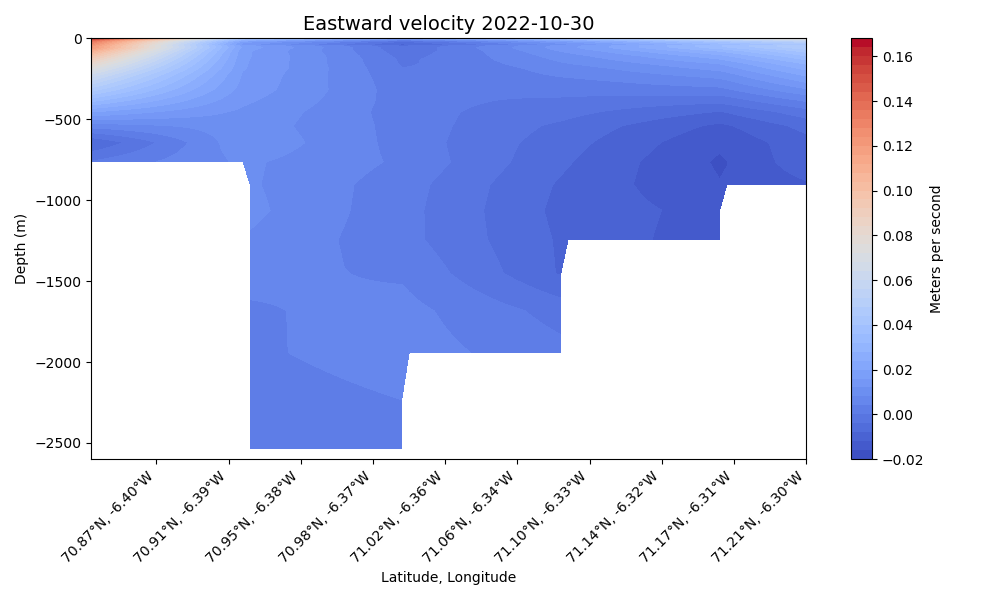 Eastward velocity 2022-10-30
0
−500
−1000
−1500
−2000
−2500
Depth (m)
70.87°N, -6.40°W
70.91°N, -6.39°W
70.95°N, -6.38°W
70.98°N, -6.37°W
71.02°N, -6.36°W
71.06°N, -6.34°W
71.10°N, -6.33°W
71.14°N, -6.32°W
71.17°N, -6.31°W
71.21°N, -6.30°W
Latitude, Longitude
0.16
0.14
0.12
0.10
0.08
0.06
0.04
0.02
0.00
−0.02
Meters per second